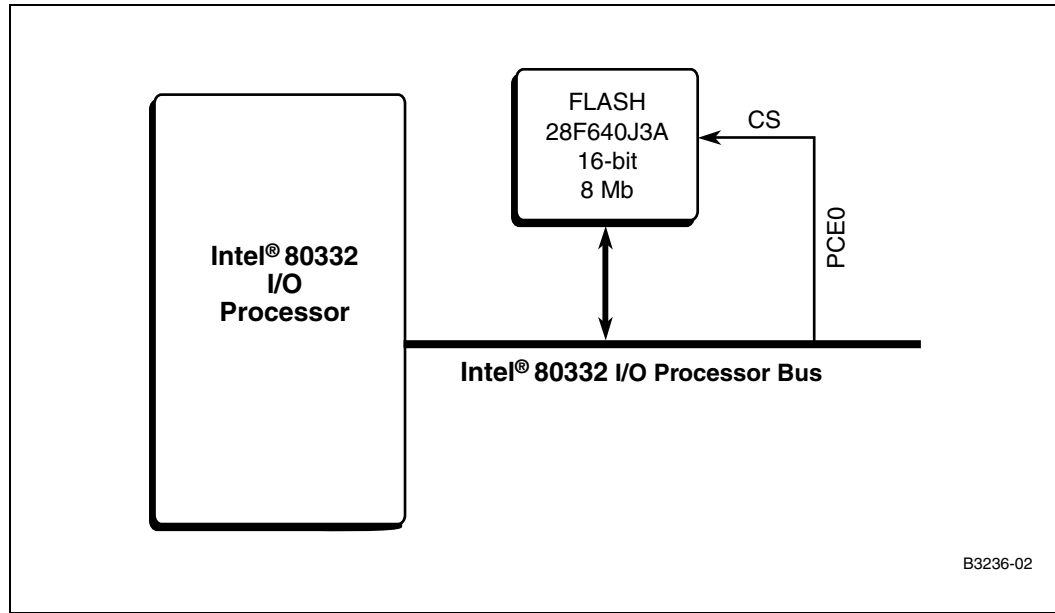 FLASH
28F640J3A
16-bit
8 Mb
CS
PCE0
Intel® 80332
I/O
Processor
Intel® 80332 I/O Processor Bus
B3236-02